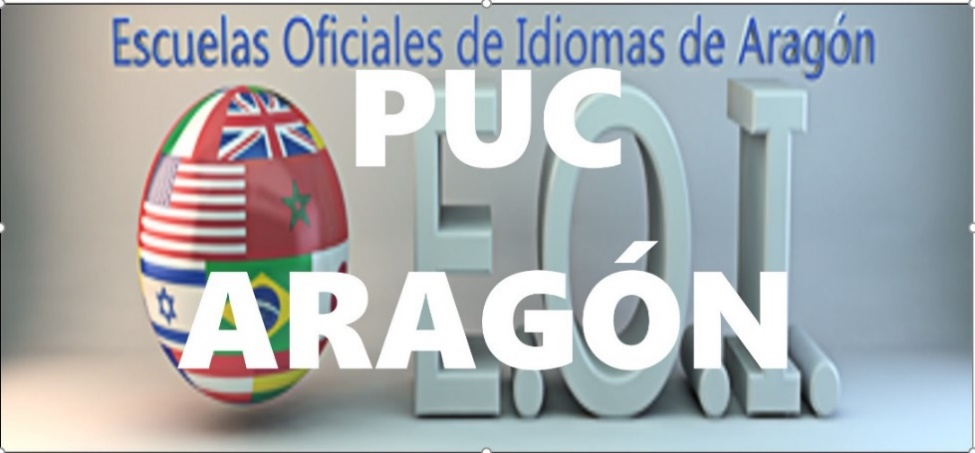 Escuelas Oficiales de Idiomas de Aragón
PUC
E.O.I.
ARAGÓN